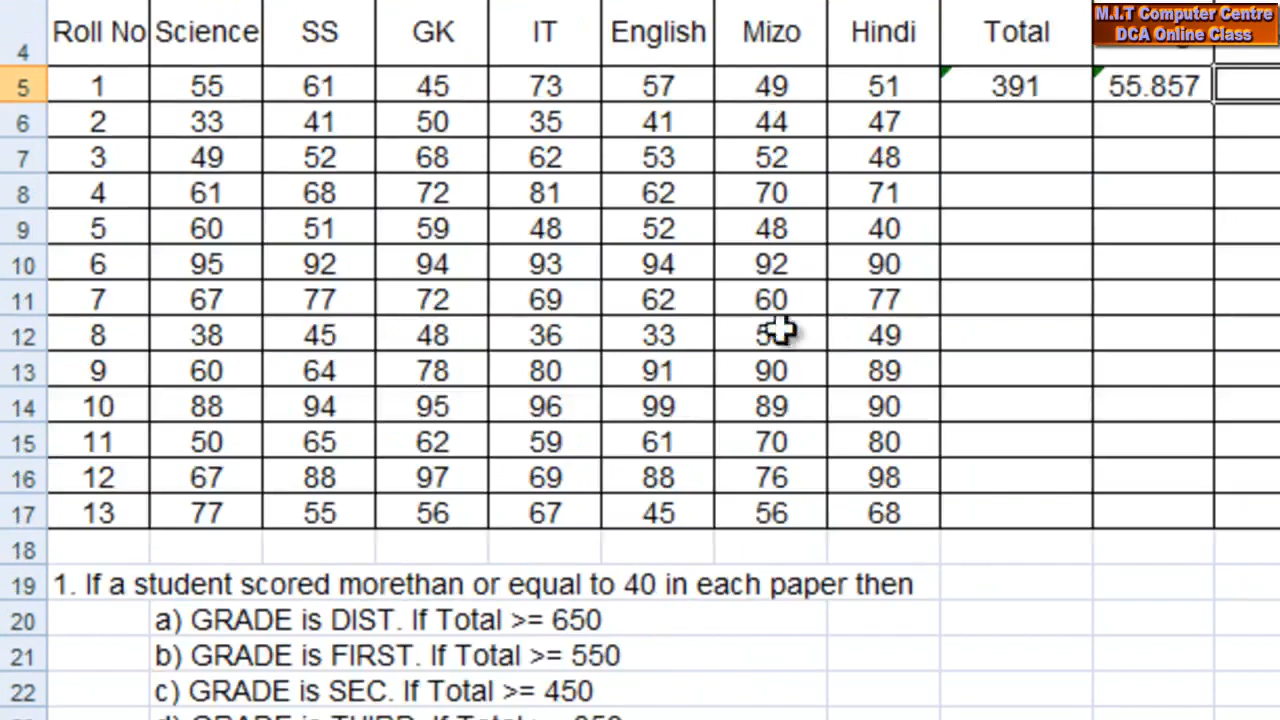 M.I.T Computer Centre
DCA Online Class
4 Roll No Science SS GK IT English Mizo Hindi Total
5 1 55 61 45 73 57 49 51 391 55.857
6 2 33 41 50 35 41 44 47
7 3 49 52 68 62 53 52 48
8 4 61 68 72 81 62 70 71
9 5 60 51 59 48 52 48 40
10 6 95 92 94 93 94 92 90
11 7 67 77 72 69 62 60 77
12 8 38 45 48 36 33 49
13 9 60 64 78 80 91 90 89
14 10 88 94 95 96 99 89 90
15 11 50 65 62 59 61 70 80
16 12 67 88 97 69 88 76 98
17 13 77 55 56 67 45 56 68
18
19 1. If a student scored morethan or equal to 40 in each paper then
20 a) GRADE is DIST. If Total >= 650
21 b) GRADE is FIRST. If Total >= 550
22 c) GRADE is SEC. If Total >= 450